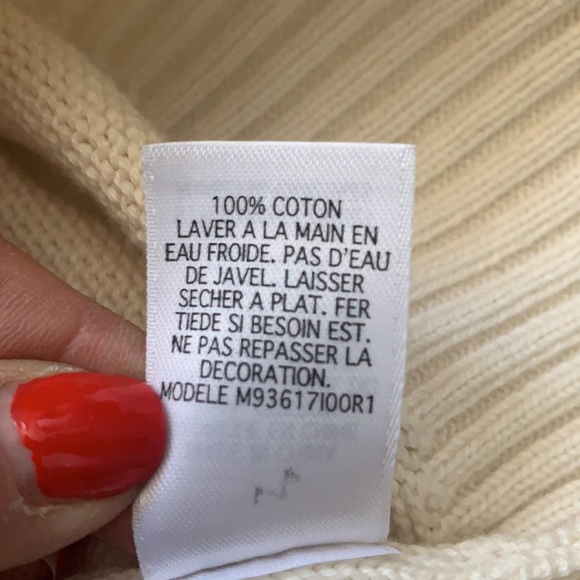 100% COTON
LAVER A LA MAIN EN
EAU FROIDE. PAS D'EAU
DE JAVEL. LAISSER
SECHER A PLAT. FER
TIEDE SI BESOIN EST.
NE PAS REPASSER LA
DECORATION.
MODELE M93617I00R1